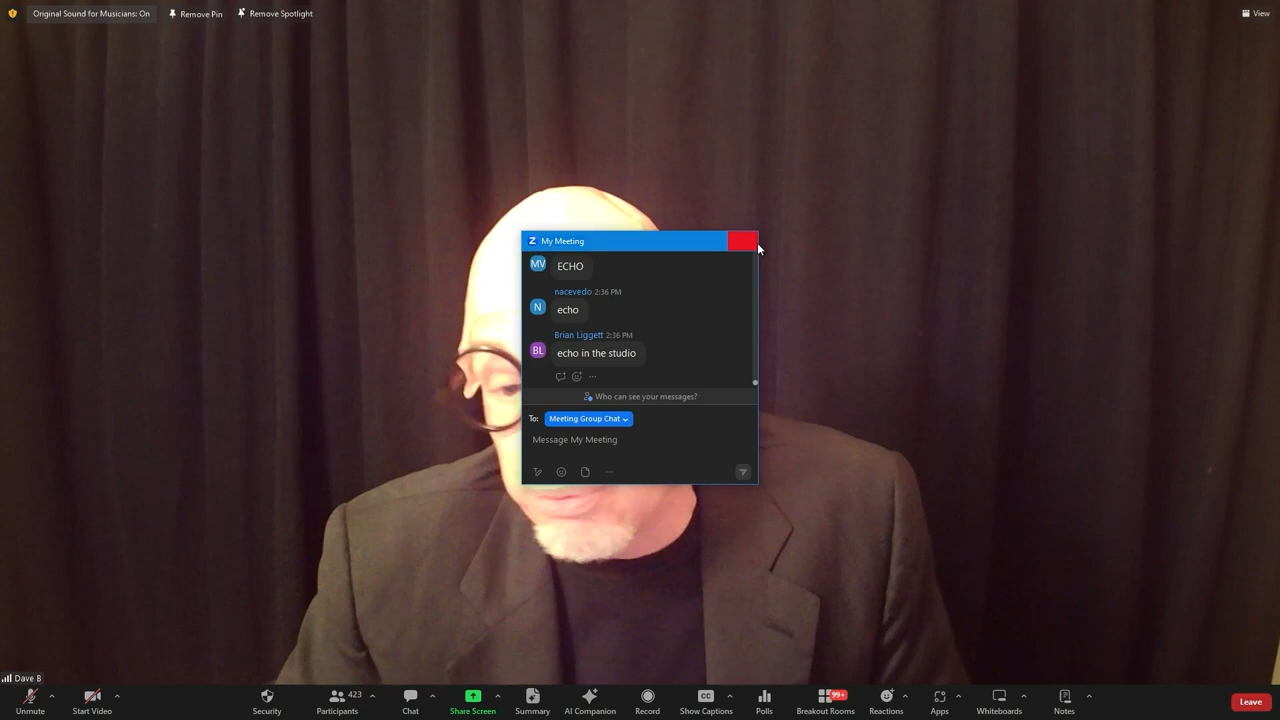 Original Sound for Musicians: On
Remove Pin
Remove Spotlight
View
Z My Meeting
MV ECHO
nacevedo 2:36 PM
N echo
Brian Liggett 2:36 PM
BL echo in the studio
Who can see your messages?
To: Meeting Group Chat
Message My Meeting
Dave B
Unmute
Start Video
Security
Participants 423
Chat
Share Screen
Summary
AI Companion
Record
CC Show Captions
Polls
Breakout Rooms 99+
Reactions
Apps
Whiteboards
Notes
Leave